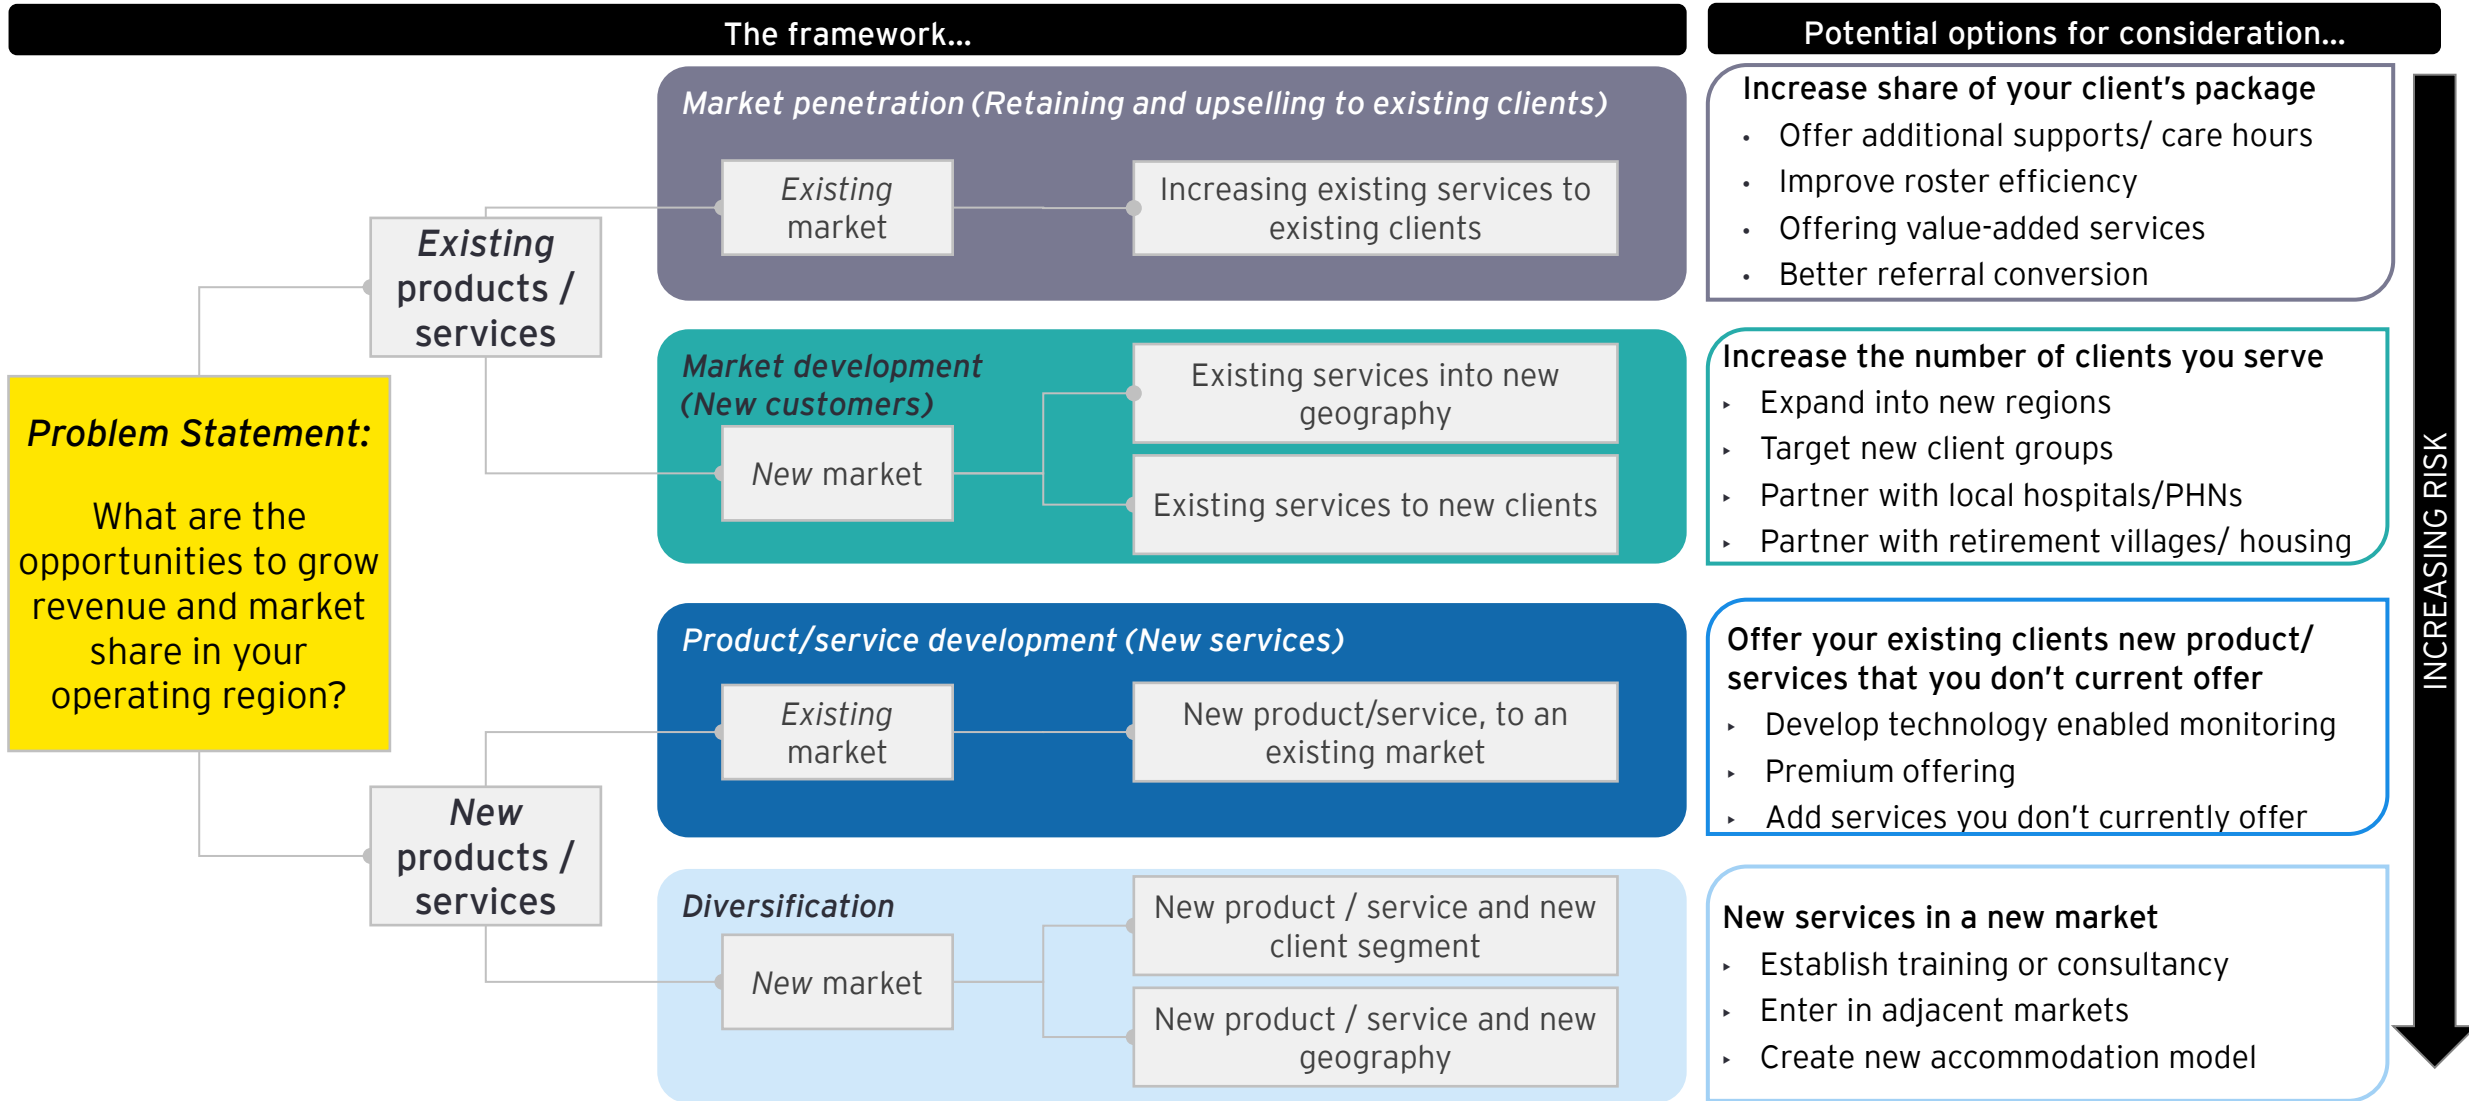 The framework...
Potential options for consideration...
Problem Statement:
What are the
opportunities to grow
revenue and market
share in your
operating region?
Existing
products /
services
New
products /
services
Market penetration (Retaining and upselling to existing clients)
Existing
market
Increasing existing services to
existing clients
Increase share of your client's package
• Offer additional supports/ care hours
• Improve roster efficiency
• Offering value-added services
• Better referral conversion
Market development
(New customers)
New market
Existing services into new
geography
Existing services to new clients
Increase the number of clients you serve
‣ Expand into new regions
‣ Target new client groups
‣ Partner with local hospitals/PHNs
‣ Partner with retirement villages/ housing
Product/service development (New services)
Existing
market
New product/service, to an
existing market
Offer your existing clients new product/
services that you don't current offer
‣ Develop technology enabled monitoring
‣ Premium offering
‣ Add services you don't currently offer
Diversification
New market
New product / service and new
client segment
New product / service and new
geography
New services in a new market
‣ Establish training or consultancy
‣ Enter in adjacent markets
‣ Create new accommodation model
INCREASING RISK